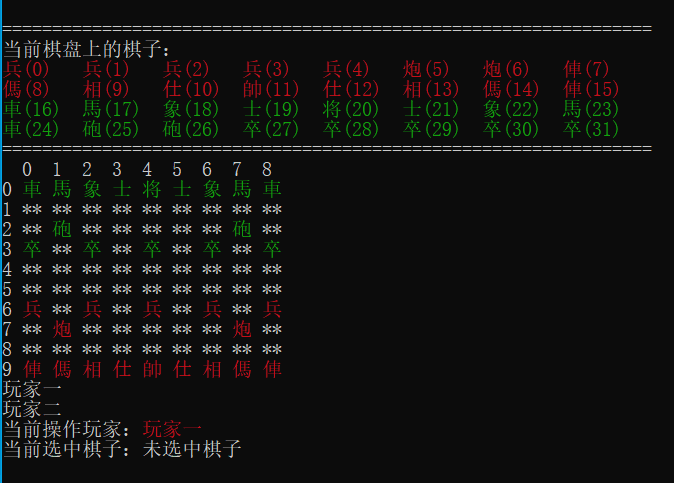 =================================================================
当前棋盘上的棋子：
兵(0) 兵(1) 兵(2) 兵(3) 兵(4) 炮(5) 炮(6) 俥(7)
傌(8) 相(9) 仕(10) 帥(11) 仕(12) 相(13) 傌(14) 俥(15)
車(16) 馬(17) 象(18) 士(19) 将(20) 士(21) 象(22) 馬(23)
車(24) 砲(25) 砲(26) 卒(27) 卒(28) 卒(29) 卒(30) 卒(31)
=================================================================
0 1 2 3 4 5 6 7 8
0 車 馬 象 士 将 士 象 馬 車
1 ** ** ** ** ** ** ** ** **
2 ** 砲 ** ** ** ** ** 砲 **
3 卒 ** 卒 ** 卒 ** 卒 ** 卒
4 ** ** ** ** ** ** ** ** **
5 ** ** ** ** ** ** ** ** **
6 兵 ** 兵 ** 兵 ** 兵 ** 兵
7 ** 炮 ** ** ** ** ** 炮 **
8 ** ** ** ** ** ** ** ** **
9 俥 傌 相 仕 帥 仕 相 傌 俥
玩家一
玩家二
当前操作玩家：玩家一
当前选中棋子：未选中棋子